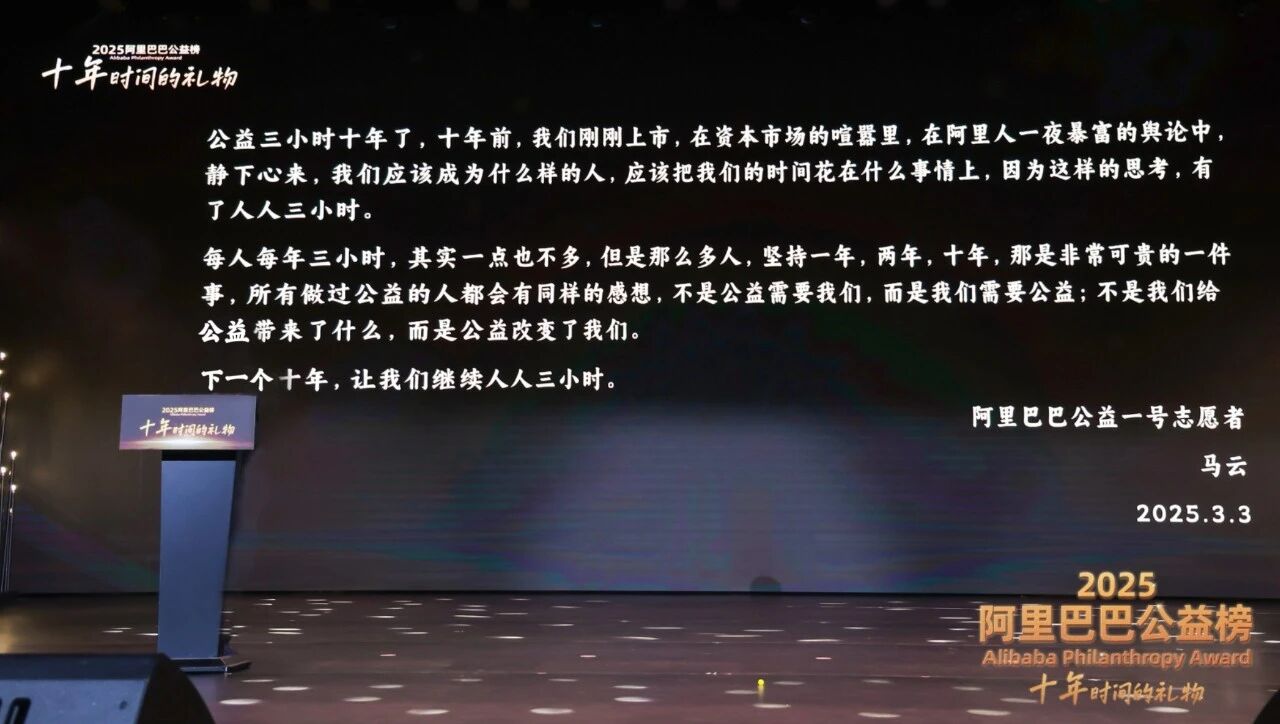 2025阿里巴巴公益榜
Alibaba Philanthropy Award
十年时间的礼物
公益三小时十年了，十年前，我们刚刚上市，在资本市场的喧嚣里，在阿里人一夜暴富的舆论中，
静下心来，我们应该成为什么样的人，应该把我们的时间花在什么事情上，因为这样的思考，有
了人人三小时。
每人每年三小时，其实一点也不多，但是那么多人，坚持一年，两年，十年，那是非常可贵的一件
事，所有做过公益的人都会有同样的感想，不是公益需要我们，而是我们需要公益；不是我们给
公益带来了什么，而是公益改变了我们。
下一个十年，让我们继续人人三小时。
阿里巴巴公益一号志愿者
马云
2025.3.3
2025阿里巴巴公益榜
十年时间的礼物
2025
阿里巴巴公益榜
Alibaba Philanthropy Award
十年时间的礼物